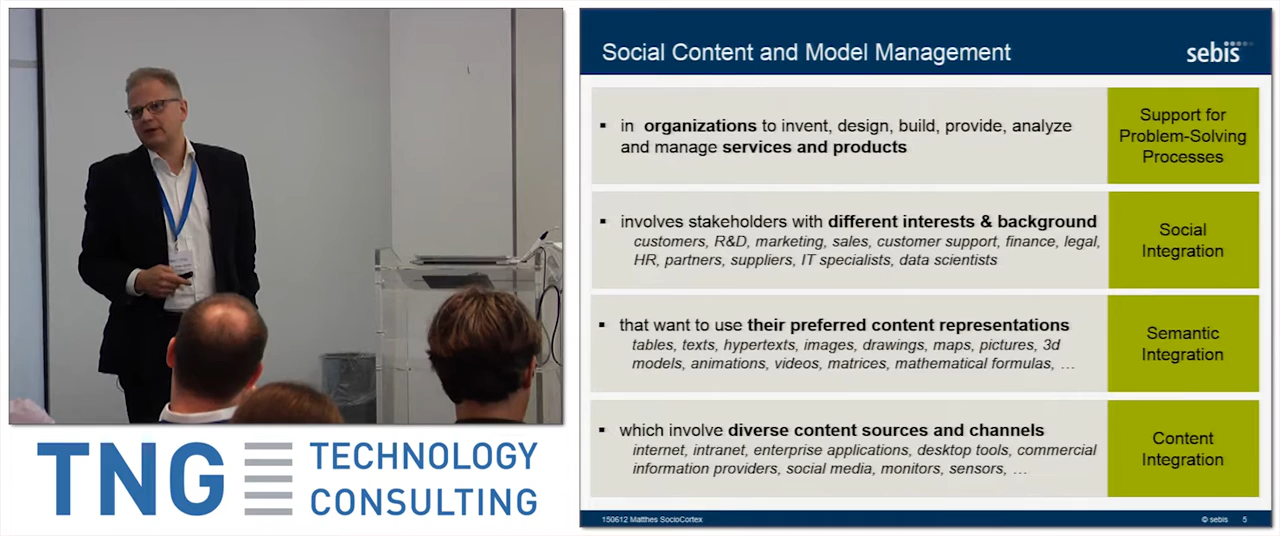 TNG TECHNOLOGY
CONSULTING
Social Content and Model Management
sebis
▪ in organizations to invent, design, build, provide, analyze
and manage services and products
Support for
Problem-Solving
Processes
▪ involves stakeholders with different interests & background
customers, R&D, marketing, sales, customer support, finance, legal,
HR, partners, suppliers, IT specialists, data scientists
Social
Integration
▪ that want to use their preferred content representations
tables, texts, hypertexts, images, drawings, maps, pictures, 3d
models, animations, videos, matrices, mathematical formulas, …
Semantic
Integration
▪ which involve diverse content sources and channels
internet, intranet, enterprise applications, desktop tools, commercial
information providers, social media, monitors, sensors, …
Content
Integration
150612 Matthes SocioCortex
© sebis 5